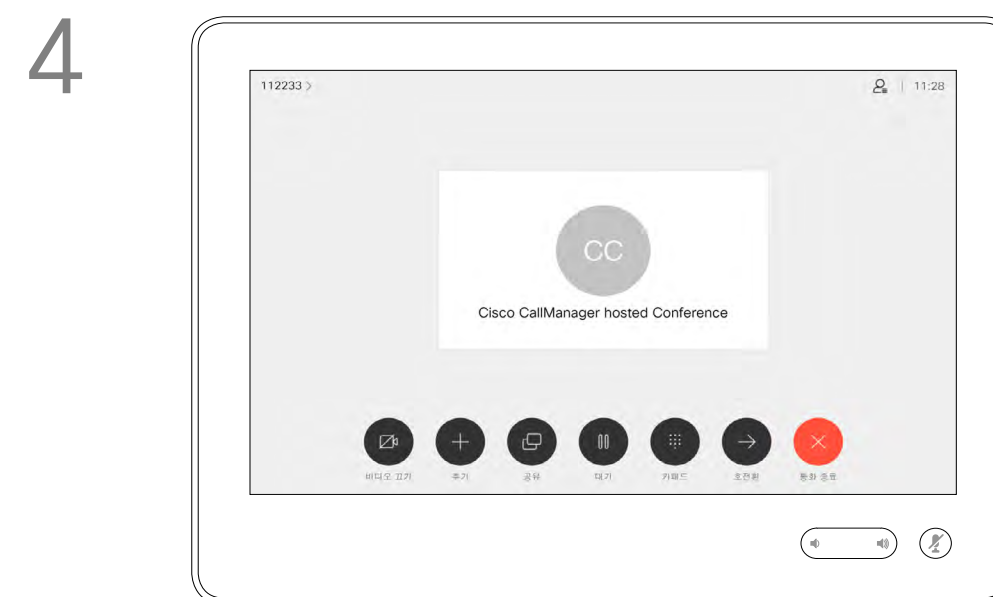 4
112233 >
11:28
CC
Cisco CallManager hosted Conference
비디오 끄기 추가 공유 대기 키패드 호전환 통화 종료